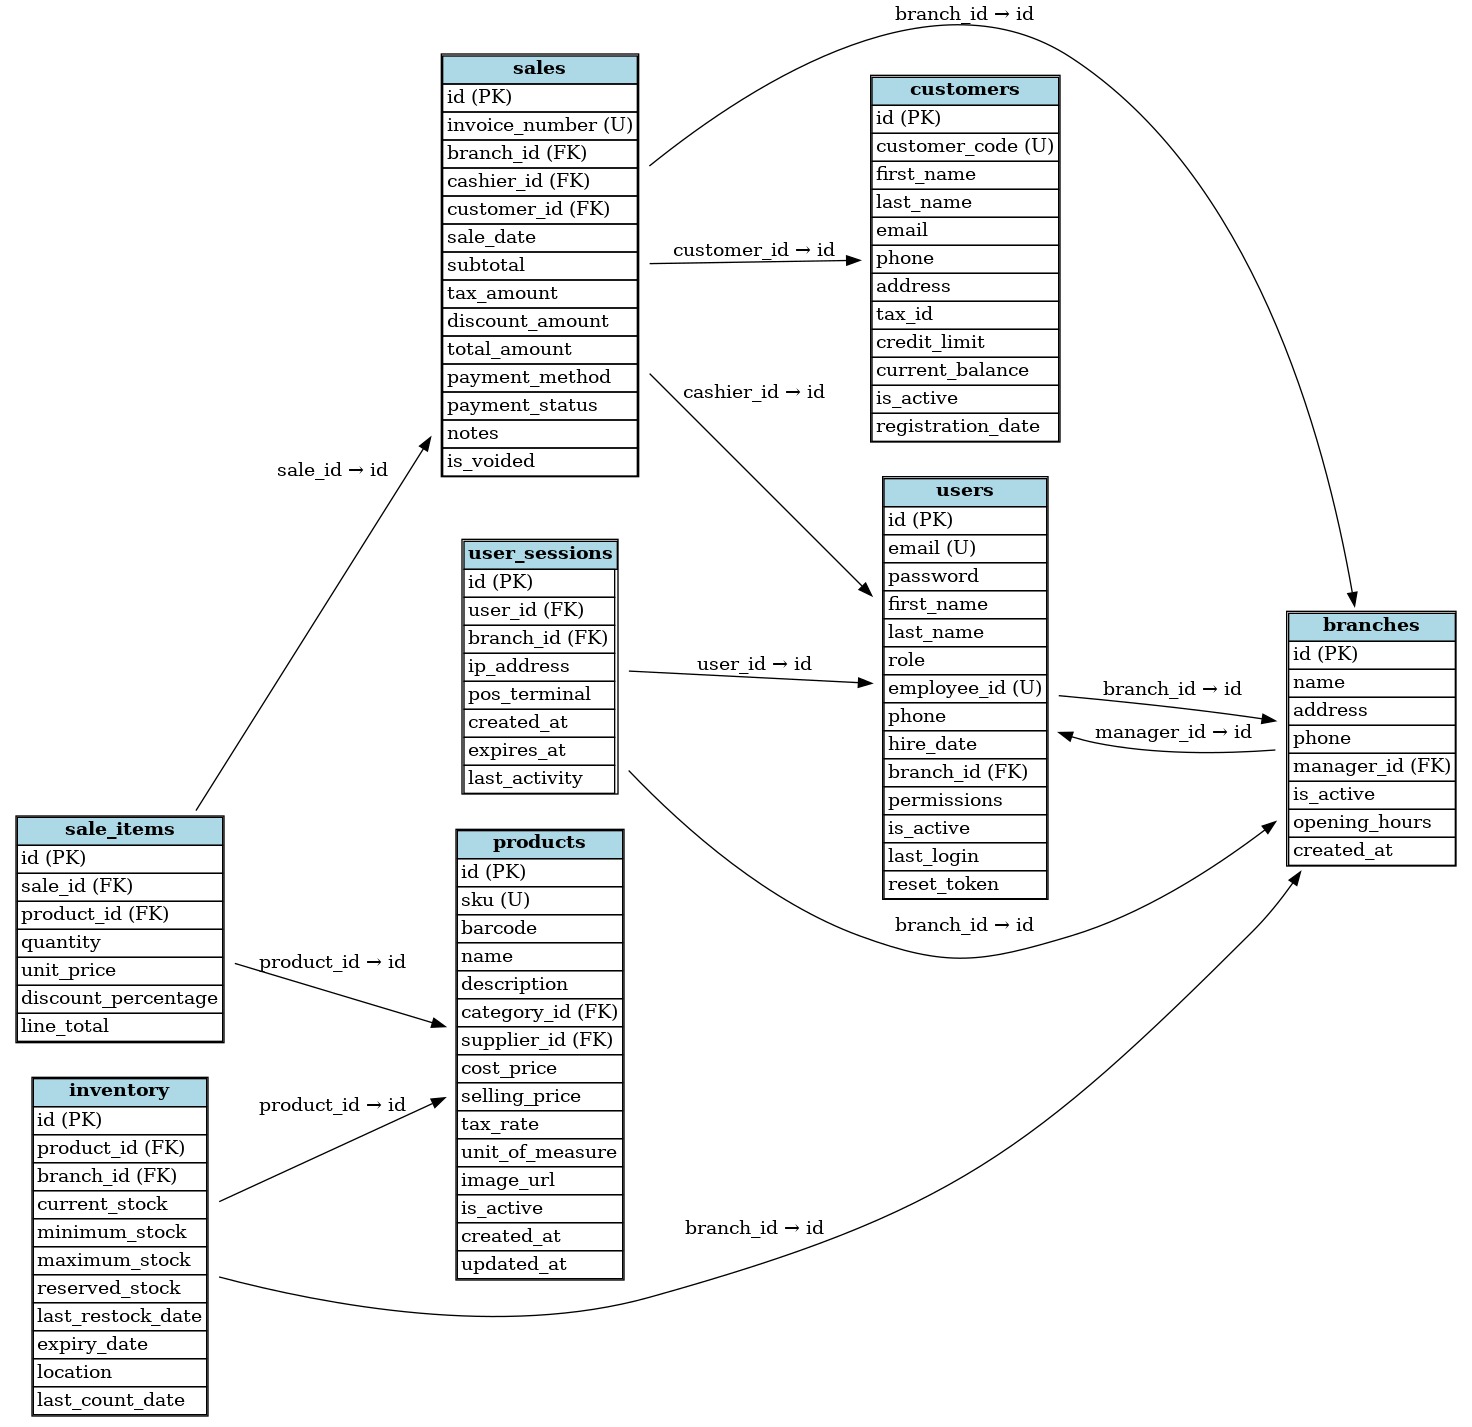 branch_id → id
sales
id (PK)
invoice_number (U)
branch_id (FK)
cashier_id (FK)
customer_id (FK)
sale_date
subtotal
tax_amount
discount_amount
total_amount
payment_method
payment_status
notes
is_voided
customers
id (PK)
customer_code (U)
first_name
last_name
email
phone
address
tax_id
credit_limit
current_balance
is_active
registration_date
customer_id → id
cashier_id → id
sale_id → id
users
id (PK)
email (U)
password
first_name
last_name
role
employee_id (U)
phone
hire_date
branch_id (FK)
permissions
is_active
last_login
reset_token
user_sessions
id (PK)
user_id (FK)
branch_id (FK)
ip_address
pos_terminal
created_at
expires_at
last_activity
user_id → id
branch_id → id
manager_id → id
branches
id (PK)
name
address
phone
manager_id (FK)
is_active
opening_hours
created_at
branch_id → id
sale_items
id (PK)
sale_id (FK)
product_id (FK)
quantity
unit_price
discount_percentage
line_total
product_id → id
products
id (PK)
sku (U)
barcode
name
description
category_id (FK)
supplier_id (FK)
cost_price
selling_price
tax_rate
unit_of_measure
image_url
is_active
created_at
updated_at
inventory
id (PK)
product_id (FK)
branch_id (FK)
current_stock
minimum_stock
maximum_stock
reserved_stock
last_restock_date
expiry_date
location
last_count_date
product_id → id
branch_id → id